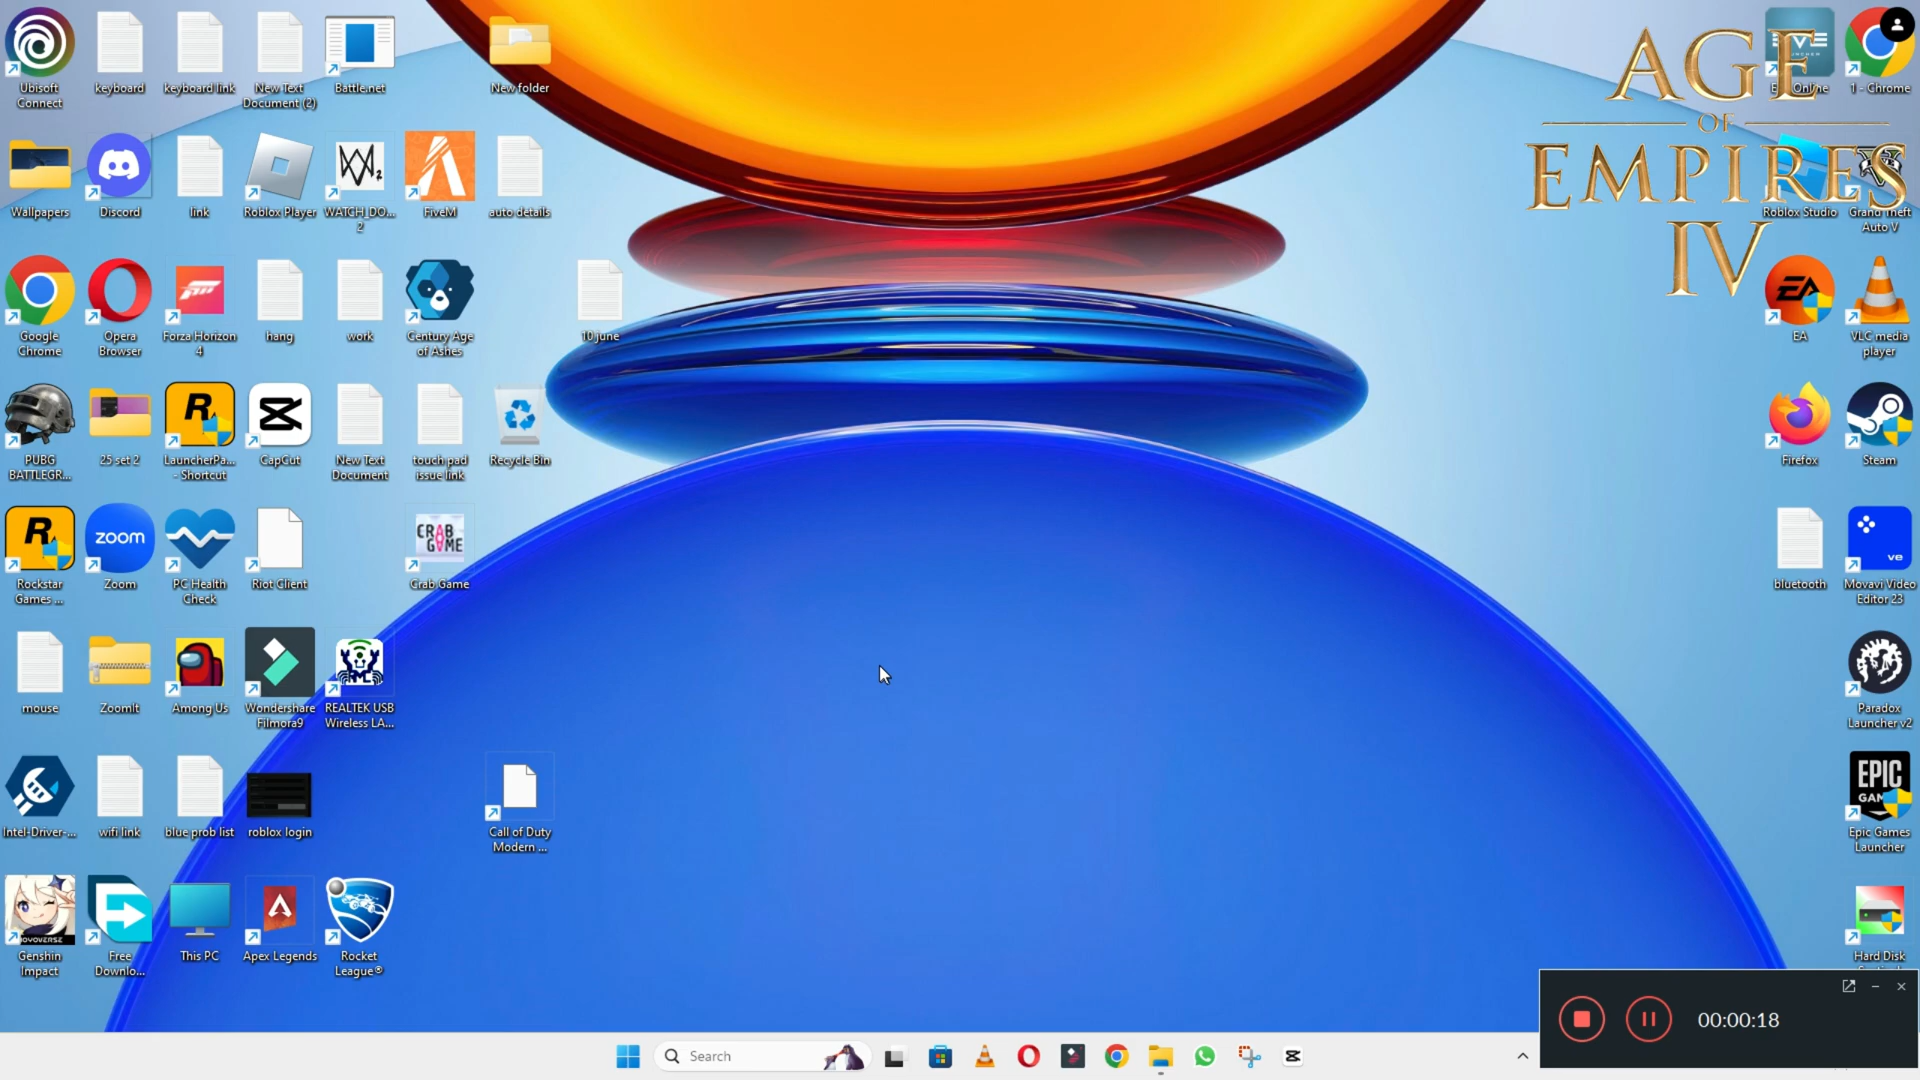 Ubisoft
Connect
keyboard
keyboard link
New Text
Document (2)
Battle.net
New folder
1 - Chrome
AGE
OF
EMPIRES
IV
Wallpapers
Discord
link
Roblox Player
WATCH_DO...
2
FiveM
auto details
Roblox Studio
Grand Theft
Auto V
Google
Chrome
Opera
Browser
Forza Horizon
4
hang
work
Century Age
of Ashes
10 june
EA
EA
VLC media
player
PUBG
BATTLEGR...
25 set 2
LauncherPa...
- Shortcut
CapCut
New Text
Document
touch pad
issue link
Recycle Bin
Firefox
Steam
R
R
zoom
CRAB
GAME
ve
Rockstar
Games ...
Zoom
PC Health
Check
Riot Client
Crab Game
bluetooth
Movavi Video
Editor 23
mouse
ZoomIt
Among Us
Wondershare
Filmora9
REALTEK USB
Wireless LA...
Paradox
Launcher v2
EPIC
Intel-Driver-...
wifi link
blue prob list
roblox login
Call of Duty
Modern ...
Epic Games
Launcher
Genshin
Impact
Free
Downlo...
This PC
Apex Legends
Rocket
League®
Hard Disk
00:00:18
Search